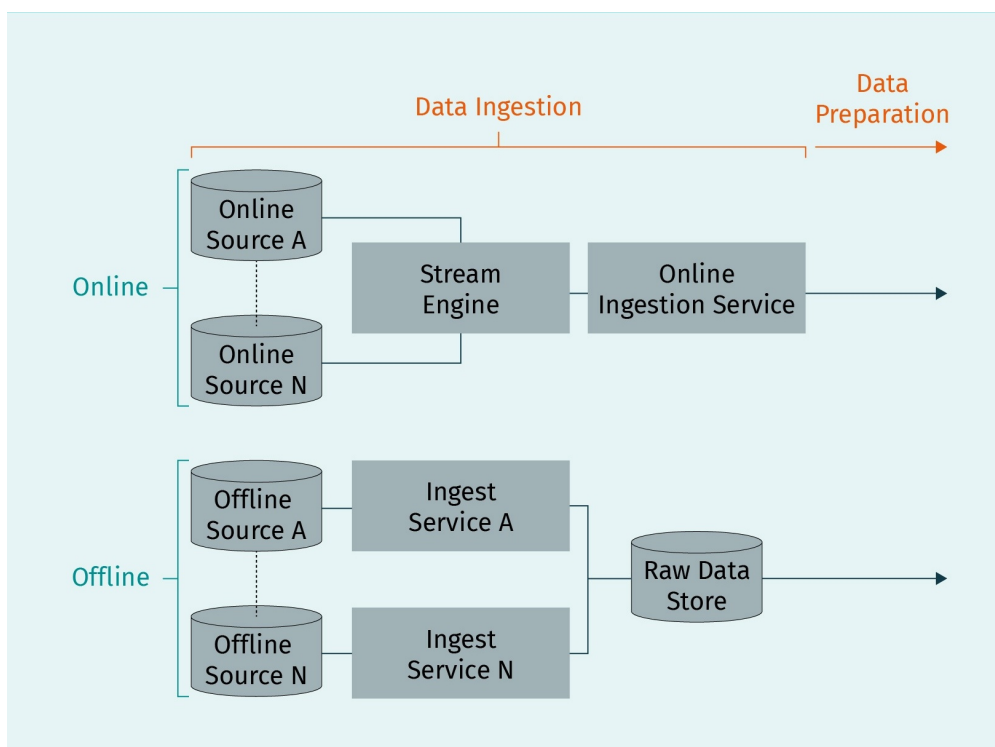 Data Ingestion
Data
Preparation
Online
Online
Source A
Online
Source N
Stream
Engine
Online
Ingestion Service
Offline
Offline
Source A
Offline
Source N
Ingest
Service A
Ingest
Service N
Raw Data
Store